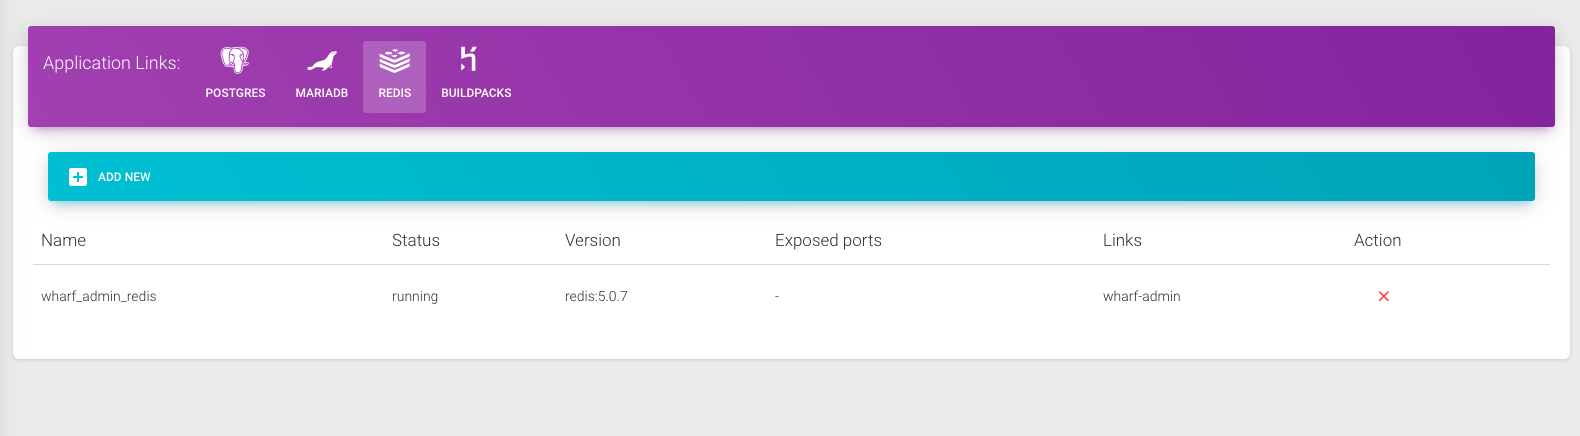 Application Links:
POSTGRES MARIADB REDIS BUILDPACKS
ADD NEW
Name Status Version Exposed ports Links Action
wharf_admin_redis running redis:5.0.7 - wharf-admin